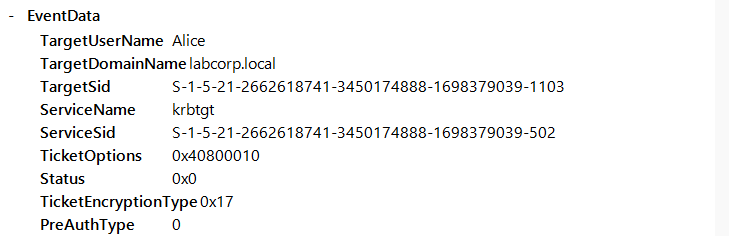 - EventData
TargetUserName Alice
TargetDomainName labcorp.local
TargetSid S-1-5-21-2662618741-3450174888-1698379039-1103
ServiceName krbtgt
ServiceSid S-1-5-21-2662618741-3450174888-1698379039-502
TicketOptions 0x40800010
Status 0x0
TicketEncryptionType 0x17
PreAuthType 0